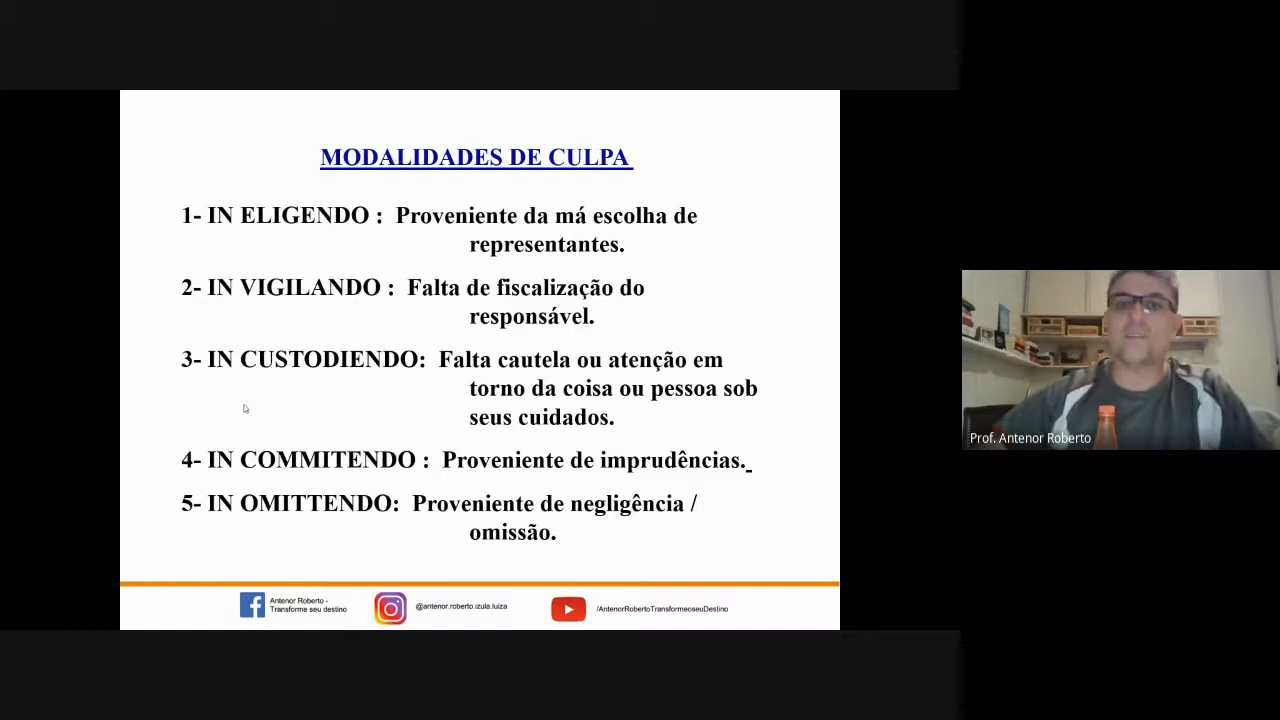 MODALIDADES DE CULPA
1- IN ELIGENDO : Proveniente da má escolha de
representantes.
2- IN VIGILANDO : Falta de fiscalização do
responsável.
3- IN CUSTODIENDO: Falta cautela ou atenção em
torno da coisa ou pessoa sob
seus cuidados.
4- IN COMMITENDO : Proveniente de imprudências.
5- IN OMITTENDO: Proveniente de negligência /
omissão.
Antenor Roberto -
Transforme seu destino
@antenor.roberto.izula.luiza
/AntenorRobertoTransformeoseuDestino
Prof. Antenor Roberto